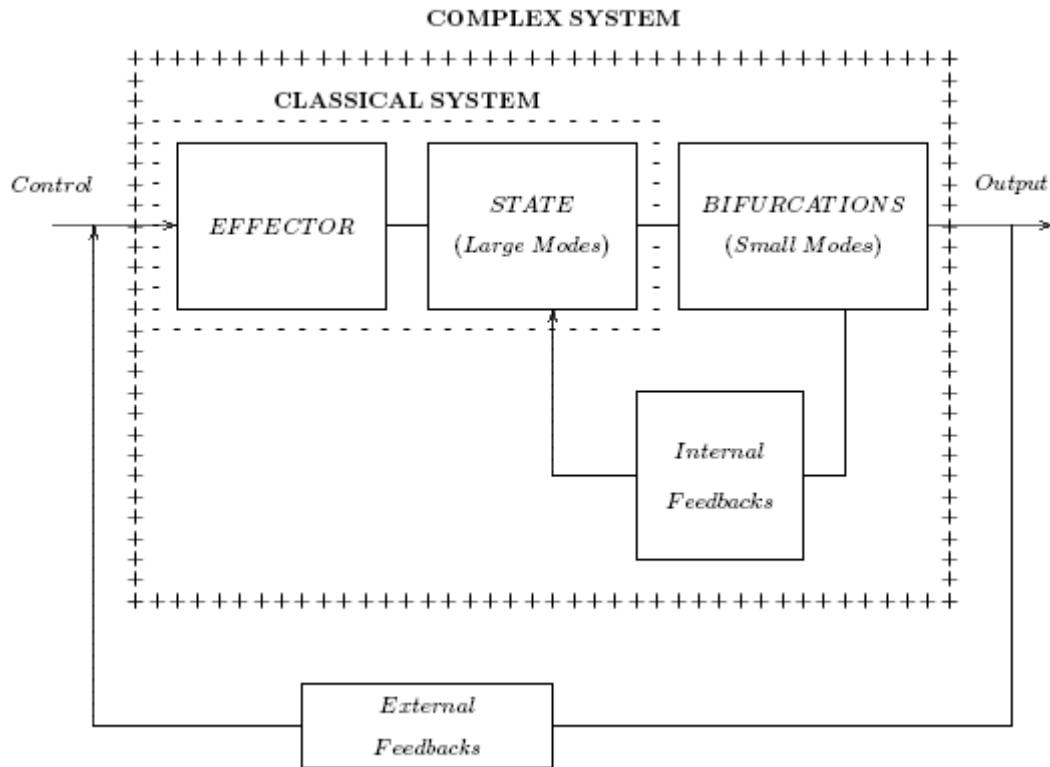 COMPLEX SYSTEM
CLASSICAL SYSTEM
Control
EFFECTOR
STATE
(Large Modes)
BIFURCATIONS
(Small Modes)
Output
Internal
Feedbacks
External
Feedbacks